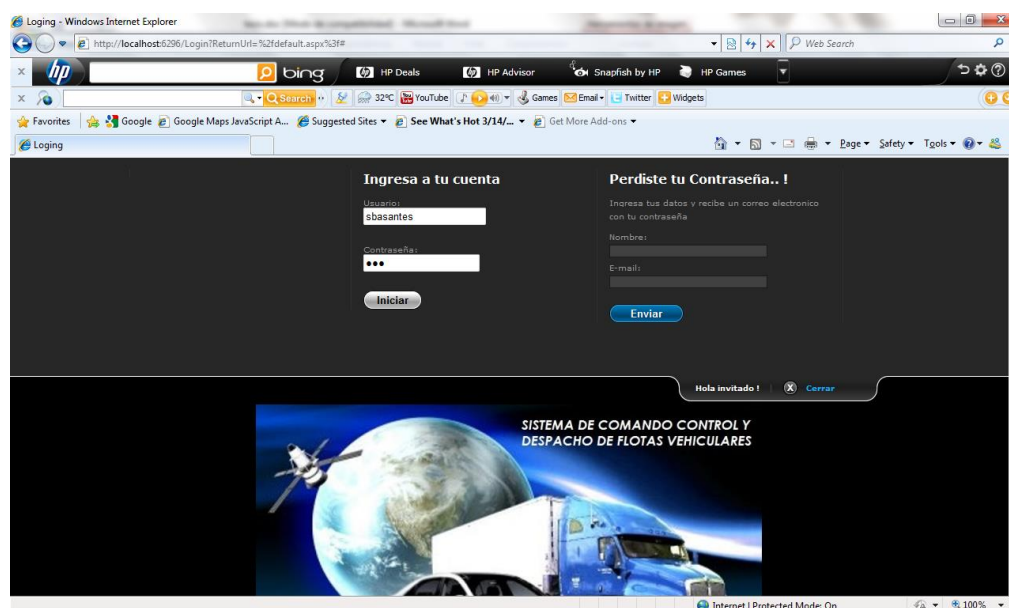 Loging - Windows Internet Explorer
http://localhost:6296/Login?ReturnUrl=%2fdefault.aspx%3f#
Web Search
hp
bing
HP Deals
HP Advisor
Snapfish by HP
HP Games
Search
32°C
YouTube
Games
Email
Twitter
Widgets
Favorites
Google
Google Maps JavaScript A...
Suggested Sites
See What's Hot 3/14/...
Get More Add-ons
Loging
Page
Safety
Tools
Ingresa a tu cuenta
Usuario:
sbasantes
Contraseña:
●●●
Iniciar
Perdiste tu Contraseña.. !
Ingresa tus datos y recibe un correo electronico
con tu contraseña
Nombre:
E-mail:
Enviar
Hola invitado !
X
Cerrar
SISTEMA DE COMANDO CONTROL Y
DESPACHO DE FLOTAS VEHICULARES
Internet | Protected Mode: On
100%